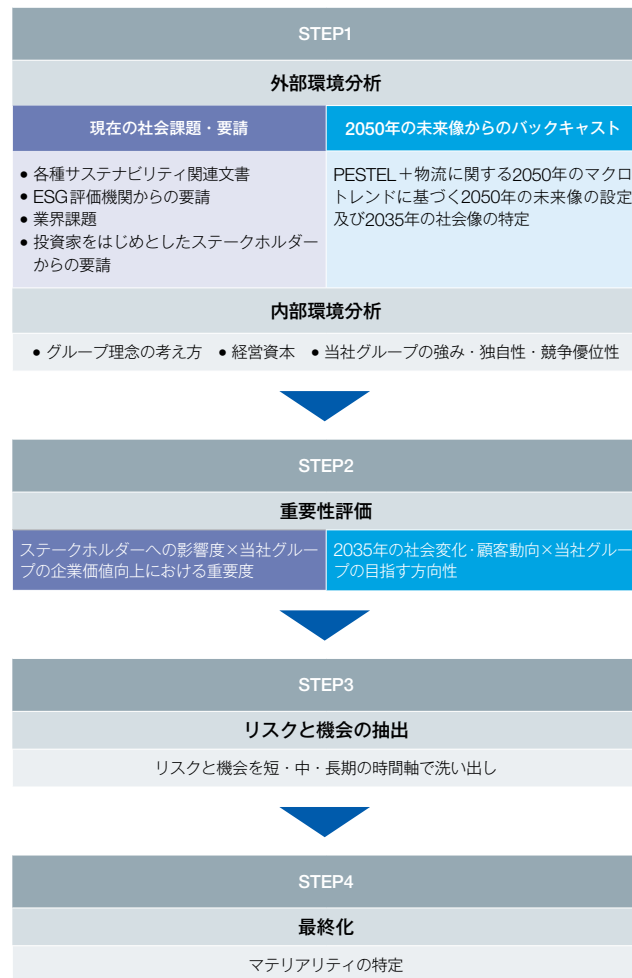 STEP1
外部環境分析
現在の社会課題・要請
• 各種サステナビリティ関連文書
• ESG評価機関からの要請
• 業界課題
• 投資家をはじめとしたステークホルダー
からの要請
2050年の未来像からのバックキャスト
PESTEL＋物流に関する2050年のマクロ
トレンドに基づく2050年の未来像の設定
及び2035年の社会像の特定
内部環境分析
• グループ理念の考え方 • 経営資本 • 当社グループの強み・独自性・競争優位性
STEP2
重要性評価
ステークホルダーへの影響度×当社グルー
プの企業価値向上における重要度
2035年の社会変化・顧客動向×当社グルー
プの目指す方向性
STEP3
リスクと機会の抽出
リスクと機会を短・中・長期の時間軸で洗い出し
STEP4
最終化
マテリアリティの特定